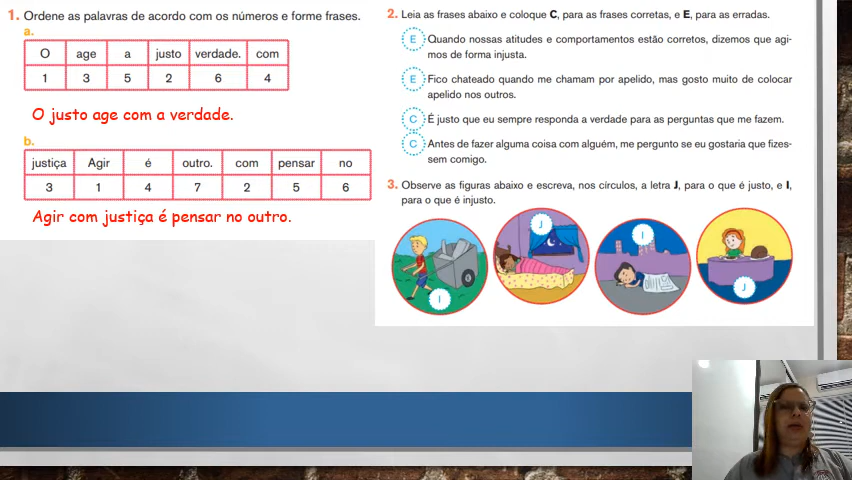 1. Ordene as palavras de acordo com os números e forme frases.
a.
O age a justo verdade. com
1 3 5 2 6 4
O justo age com a verdade.
b.
justiça Agir é outro. com pensar no
3 1 4 7 2 5 6
Agir com justiça é pensar no outro.
2. Leia as frases abaixo e coloque C, para as frases corretas, e E, para as erradas.
E Quando nossas atitudes e comportamentos estão corretos, dizemos que agi-
mos de forma injusta.
E Fico chateado quando me chamam por apelido, mas gosto muito de colocar
apelido nos outros.
C É justo que eu sempre responda a verdade para as perguntas que me fazem.
C Antes de fazer alguma coisa com alguém, me pergunto se eu gostaria que fizes-
sem comigo.
3. Observe as figuras abaixo e escreva, nos círculos, a letra J, para o que é justo, e I,
para o que é injusto.
I J I J